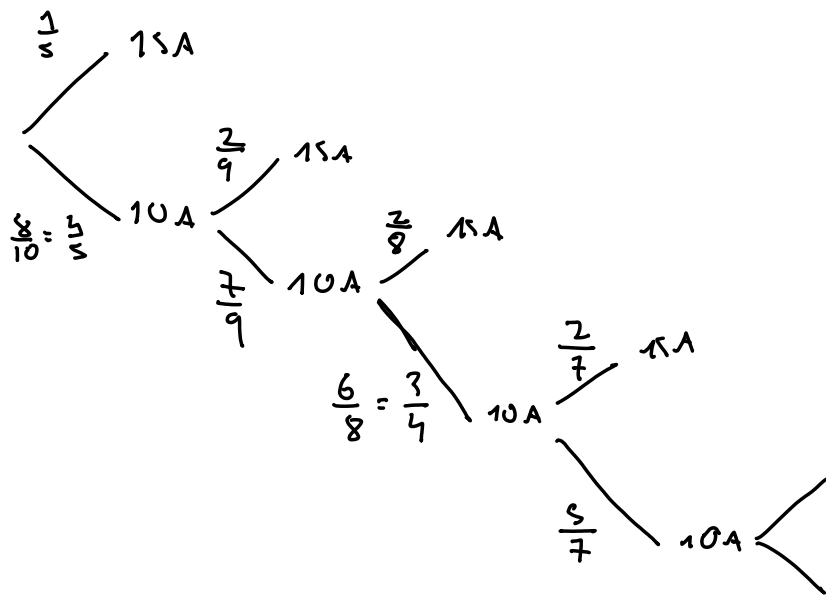 1/5 15A
2/9 15A
8/10 = 4/5 10A
2/8 15A
7/9 10A
2/7 15A
6/8 = 3/4 10A
5/7 10A